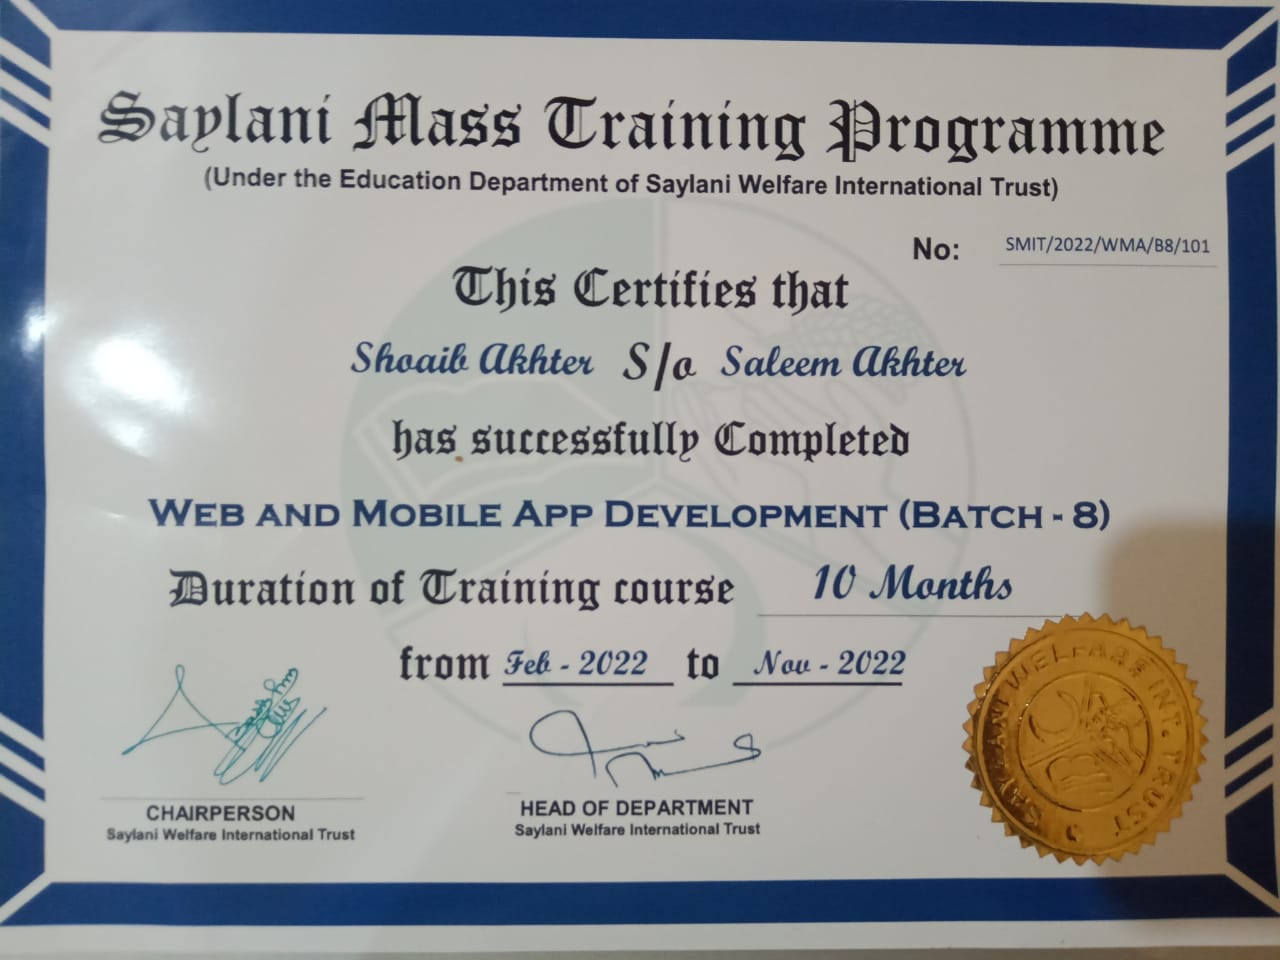 Saylani Mass Training Programme
(Under the Education Department of Saylani Welfare International Trust)
No: SMIT/2022/WMA/B8/101
This Certifies that
Shoaib Akhter S/o Saleem Akhter
has successfully Completed
WEB AND MOBILE APP DEVELOPMENT (BATCH - 8)
Duration of Training course 10 Months
from Feb - 2022 to Nov - 2022
CHAIRPERSON
Saylani Welfare International Trust
HEAD OF DEPARTMENT
Saylani Welfare International Trust
SAYLANI WELFARE INT. TRUST